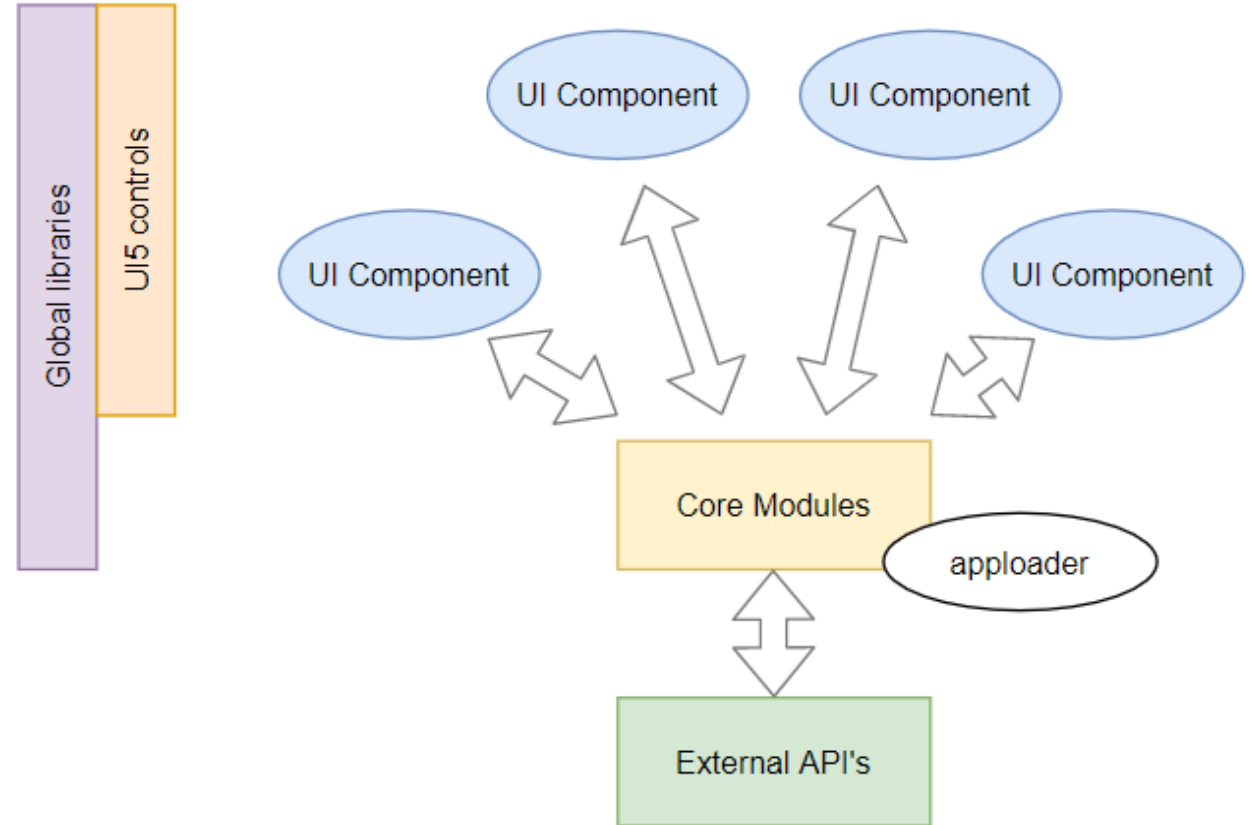 Global libraries
UI5 controls
UI Component
UI Component
UI Component
UI Component
Core Modules
apploader
External API's